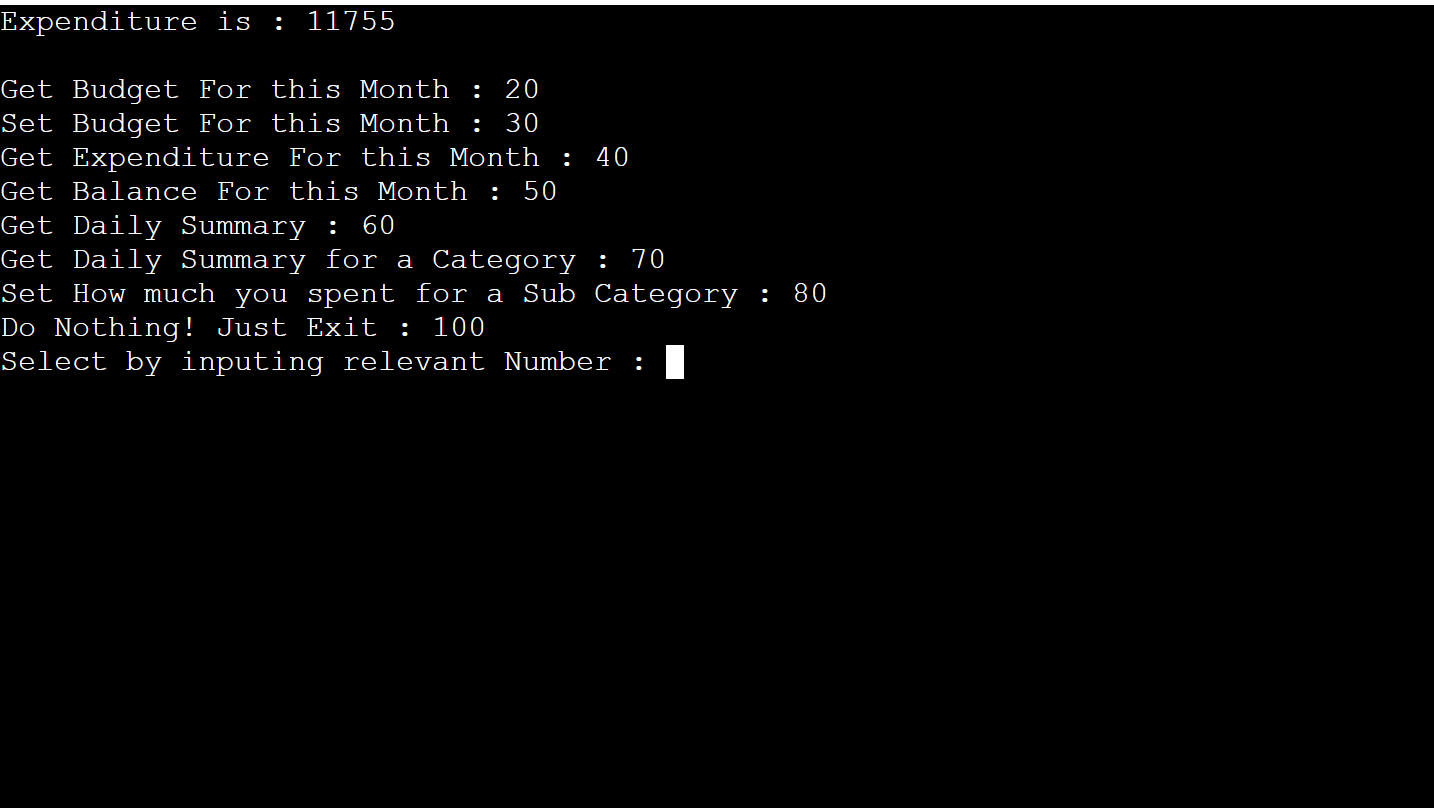 Expenditure is : 11755
Get Budget For this Month : 20
Set Budget For this Month : 30
Get Expenditure For this Month : 40
Get Balance For this Month : 50
Get Daily Summary : 60
Get Daily Summary for a Category : 70
Set How much you spent for a Sub Category : 80
Do Nothing! Just Exit : 100
Select by inputing relevant Number :